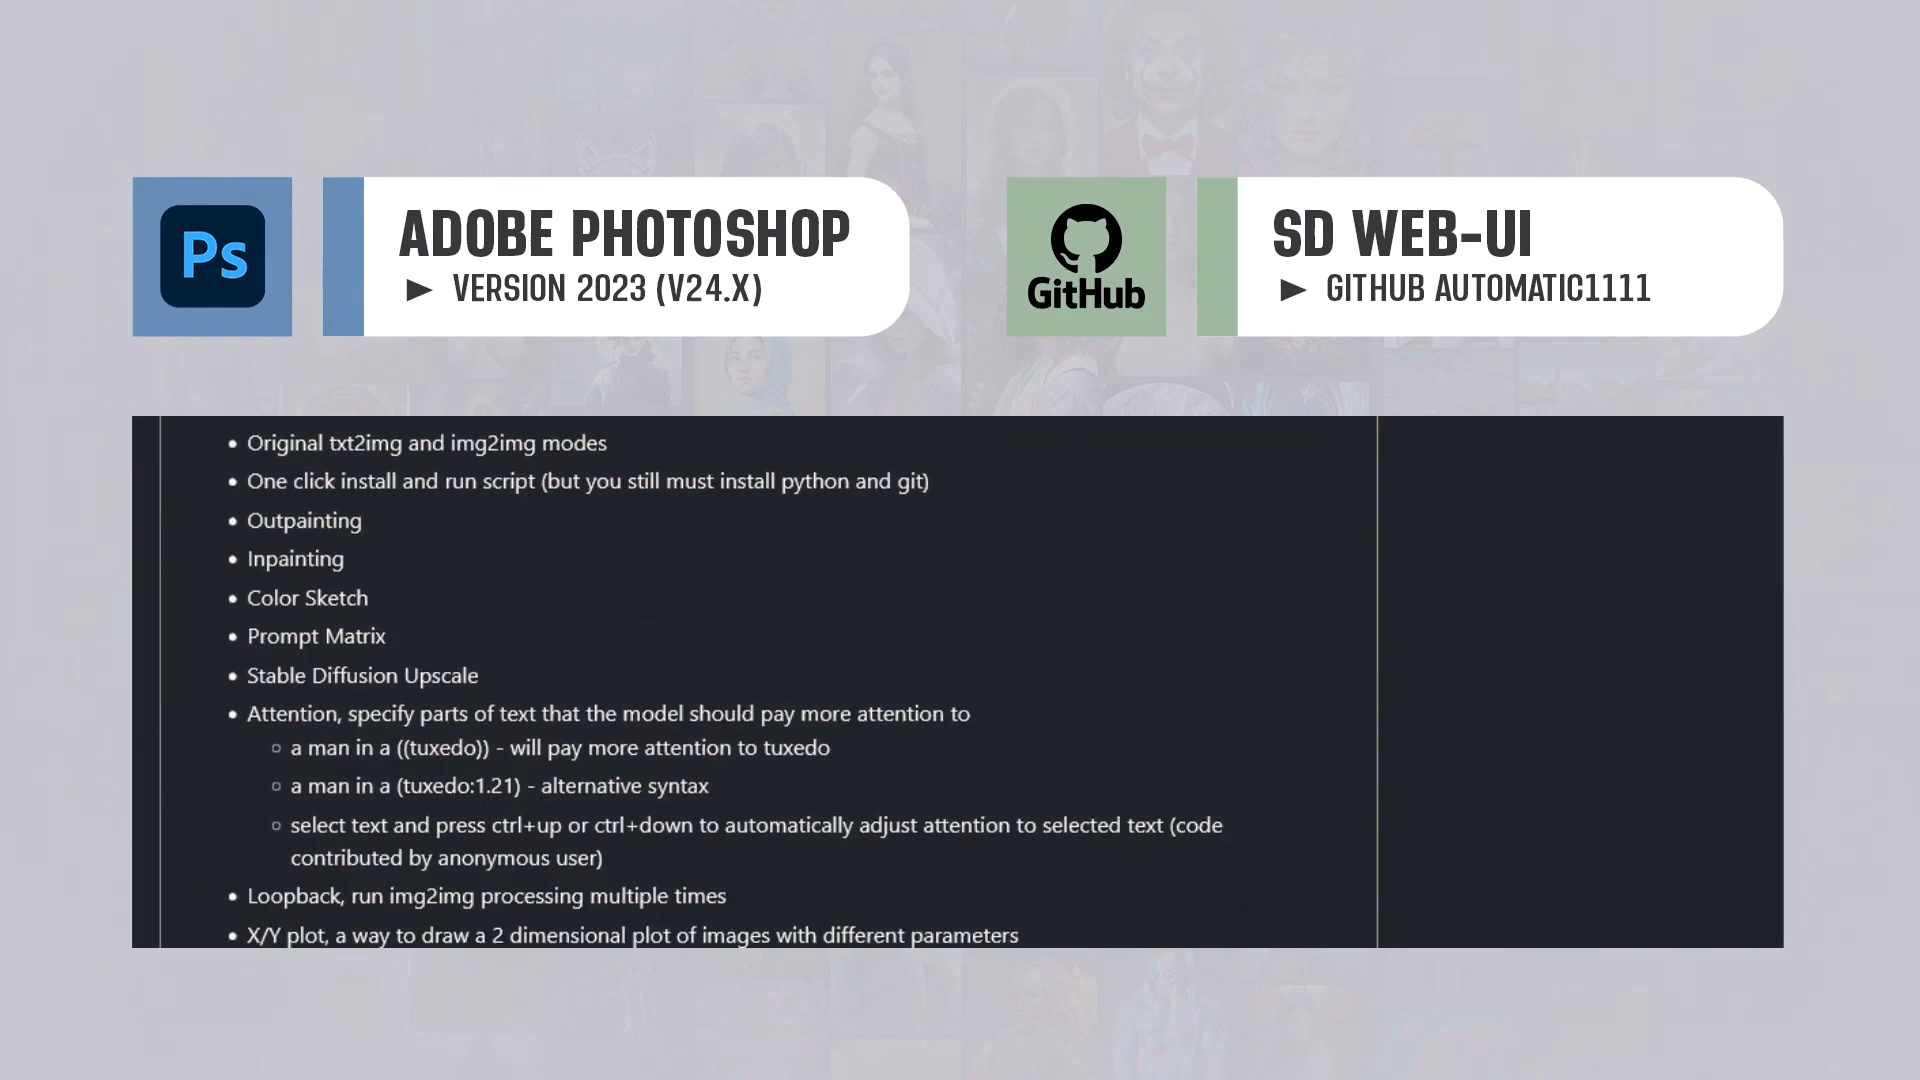 Ps
ADOBE PHOTOSHOP
► VERSION 2023 (V24.X)
GitHub
SD WEB-UI
► GITHUB AUTOMATIC1111
• Original txt2img and img2img modes
• One click install and run script (but you still must install python and git)
• Outpainting
• Inpainting
• Color Sketch
• Prompt Matrix
• Stable Diffusion Upscale
• Attention, specify parts of text that the model should pay more attention to
◦ a man in a ((tuxedo)) - will pay more attention to tuxedo
◦ a man in a (tuxedo:1.21) - alternative syntax
◦ select text and press ctrl+up or ctrl+down to automatically adjust attention to selected text (code
contributed by anonymous user)
• Loopback, run img2img processing multiple times
• X/Y plot, a way to draw a 2 dimensional plot of images with different parameters